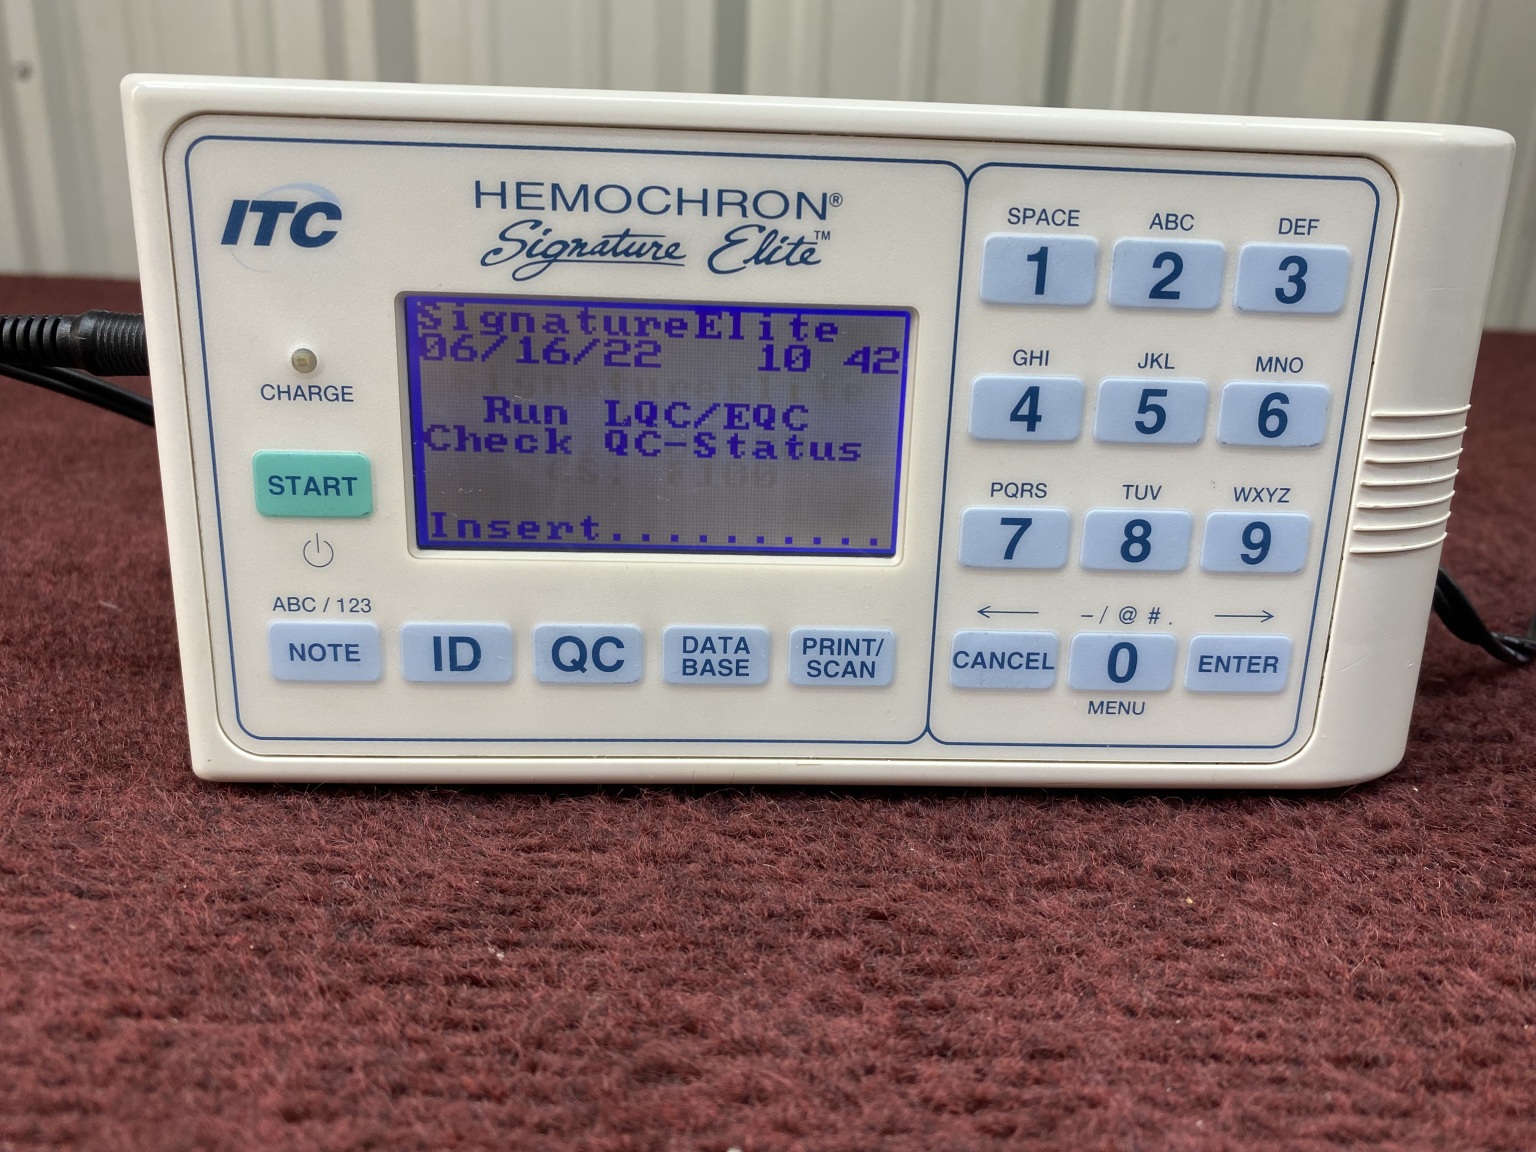 ITC
HEMOCHRON®
Signature Elite™
SignatureElite
06/16/22 10 42
Run LQC/EQC
Check QC-Status
Insert..........
CHARGE
START
ABC / 123
NOTE
ID
QC
DATA
BASE
PRINT/
SCAN
SPACE ABC DEF
1 2 3
GHI JKL MNO
4 5 6
PQRS TUV WXYZ
7 8 9
← - / @ # . →
CANCEL 0 ENTER
MENU